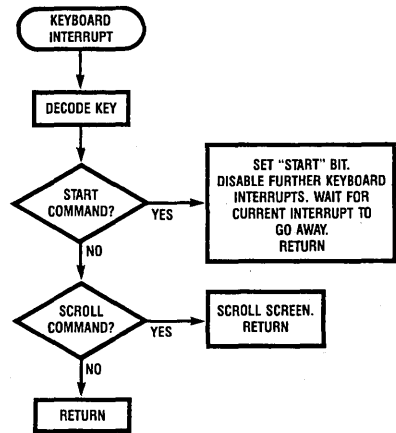 KEYBOARD
INTERRUPT
DECODE KEY
START
COMMAND?
YES
SET "START" BIT.
DISABLE FURTHER KEYBOARD
INTERRUPTS. WAIT FOR
CURRENT INTERRUPT TO
GO AWAY.
RETURN
NO
SCROLL
COMMAND?
YES
SCROLL SCREEN.
RETURN
NO
RETURN